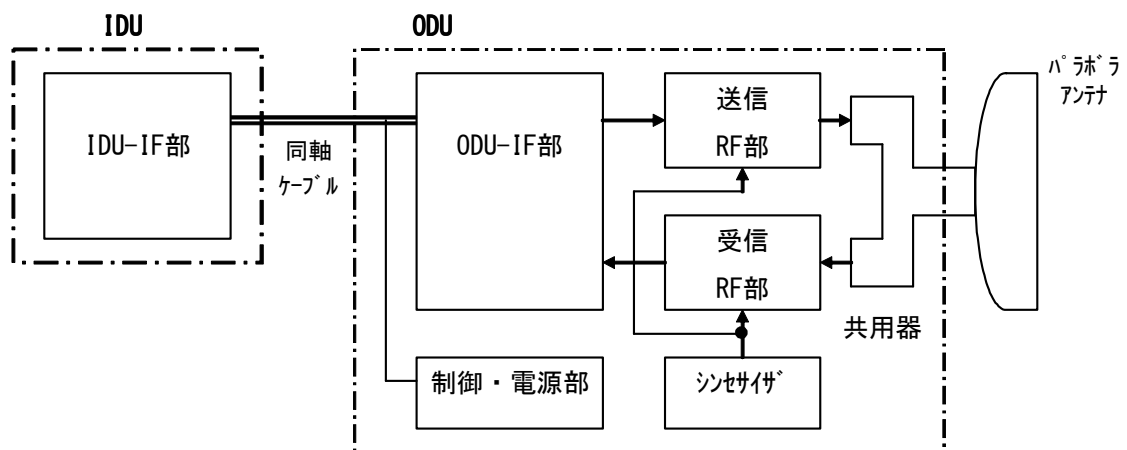 IDU
ODU
IDU-IF部
同軸
ｹｰﾌﾞﾙ
ODU-IF部
送信
RF部
受信
RF部
共用器
制御・電源部
ｼﾝｾｻｲｻﾞ
ﾊﾟﾗﾎﾞﾗ
ｱﾝﾃﾅ